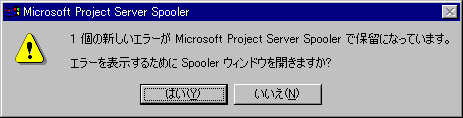 Microsoft Project Server Spooler
1 個の新しいエラーが Microsoft Project Server Spooler で保留になっています。
エラーを表示するために Spooler ウィンドウを開きますか?
はい(Y) いいえ(N)